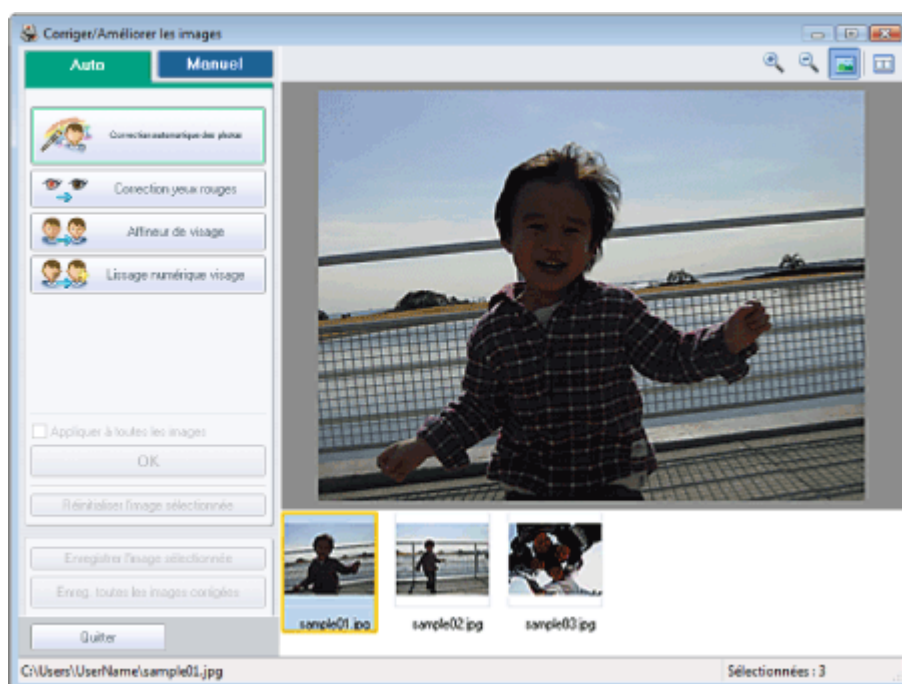 Corriger/Améliorer les images
Auto
Manuel
Correction automatique des photos
Correction yeux rouges
Affineur de visage
Lissage numérique visage
Appliquer à toutes les images
OK
Réinitialiser l'image sélectionnée
Enregistrer l'image sélectionnée
Enreg. toutes les images corrigées
Quitter
sample01.jpg
sample02.jpg
sample03.jpg
C:\Users\UserName\sample01.jpg
Sélectionnées : 3